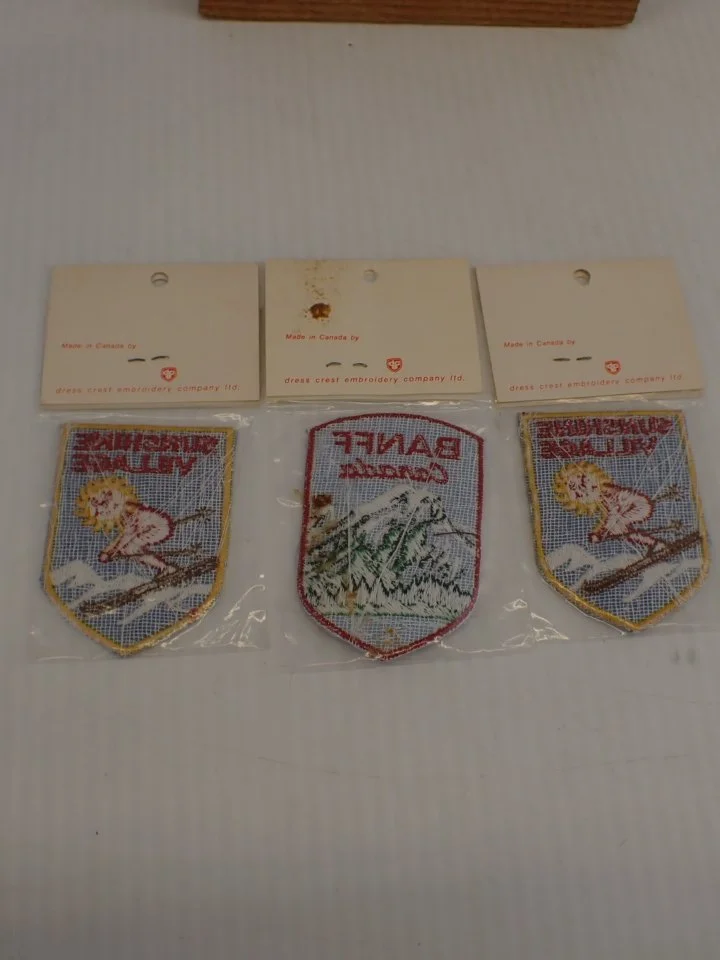 Made in Canada by
dress crest embroidery company ltd.
Made in Canada by
dress crest embroidery company ltd.
Made in Canada by
dress crest embroidery company ltd.
SUNSHINE
VILLAGE
BANFF
Canada
SUNSHINE
VILLAGE